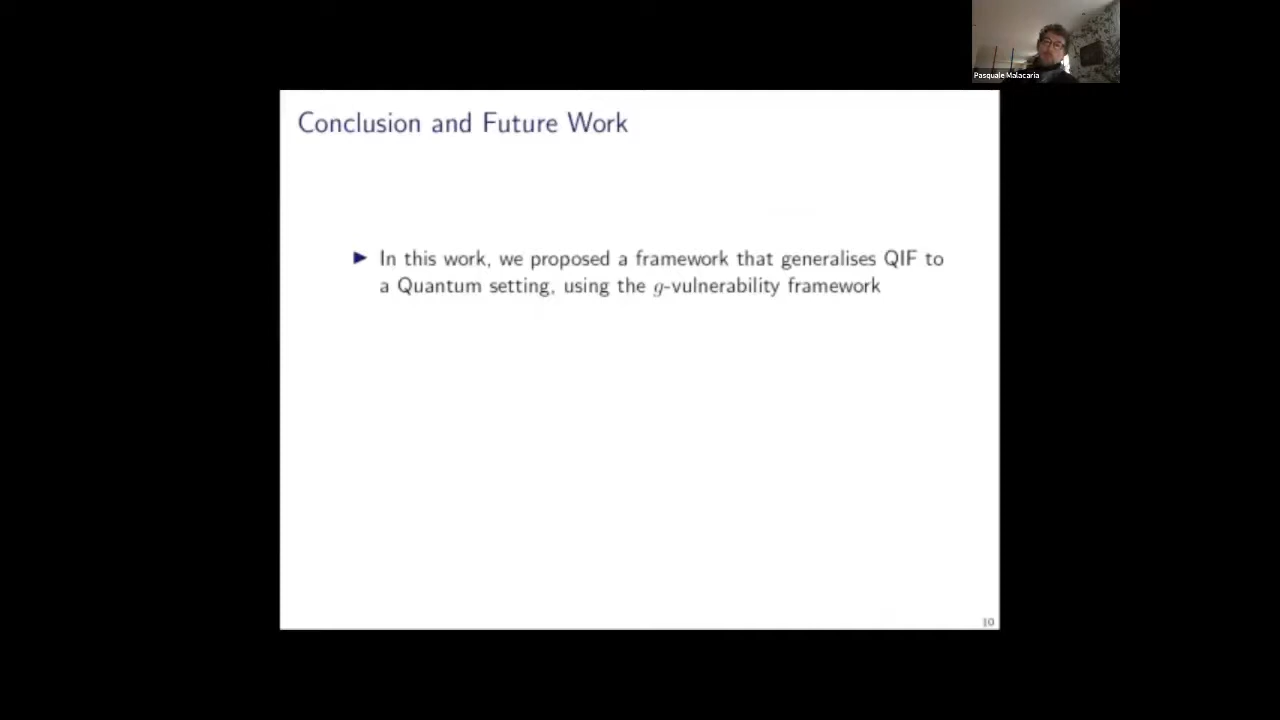 Pasquale Malacaria
Conclusion and Future Work
▶ In this work, we proposed a framework that generalises QIF to
a Quantum setting, using the g-vulnerability framework
10